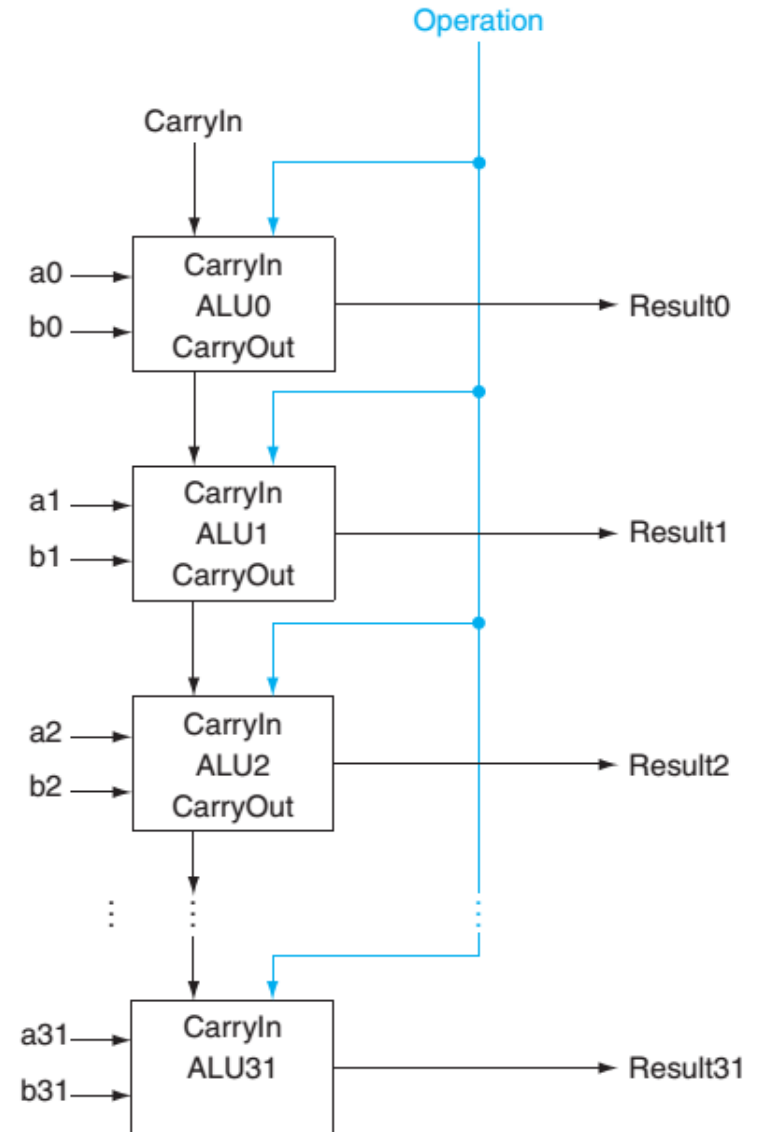 Operation
CarryIn
a0
b0
CarryIn
ALU0
CarryOut
Result0
a1
b1
CarryIn
ALU1
CarryOut
Result1
a2
b2
CarryIn
ALU2
CarryOut
Result2
a31
b31
CarryIn
ALU31
Result31